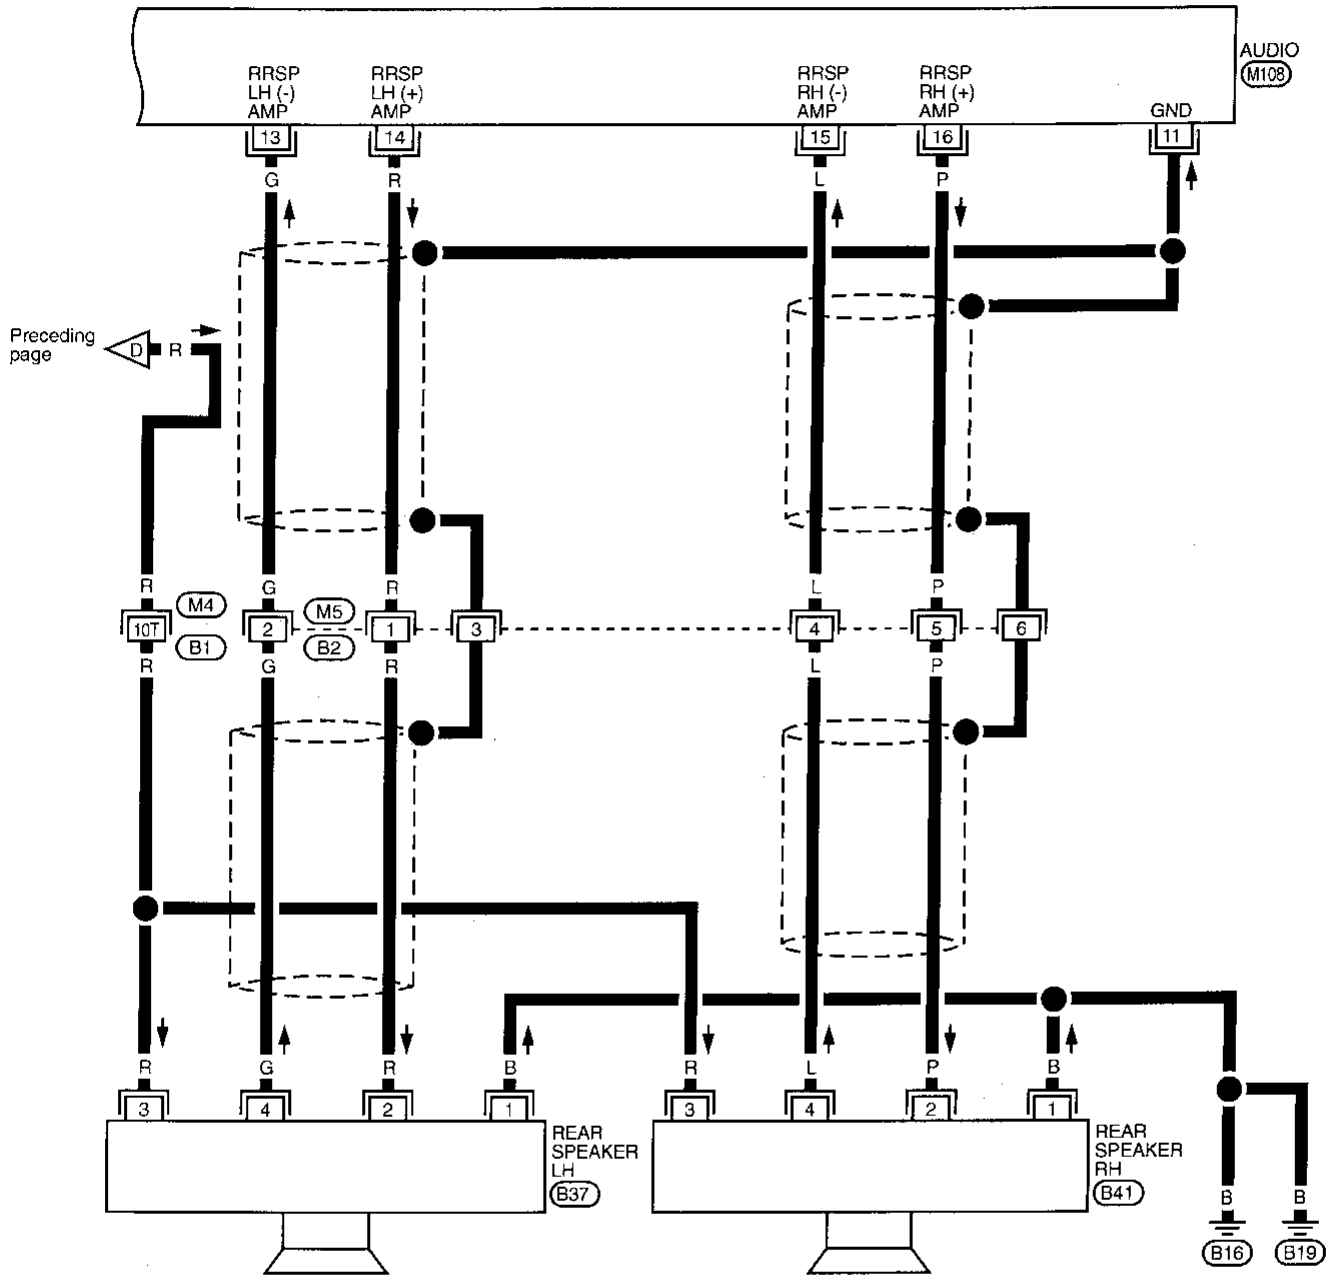 AUDIO
M108
RRSP
LH (-)
AMP
RRSP
LH (+)
AMP
RRSP
RH (-)
AMP
RRSP
RH (+)
AMP
GND
13
14
15
16
11
G
R
L
P
Preceding
page
D
R
R
G
R
L
P
M4
M5
10T
2
1
3
4
5
6
B1
B2
R
G
R
L
P
R
G
R
B
R
L
P
B
3
4
2
1
3
4
2
1
REAR
SPEAKER
LH
B37
REAR
SPEAKER
RH
B41
B
B
B16
B19